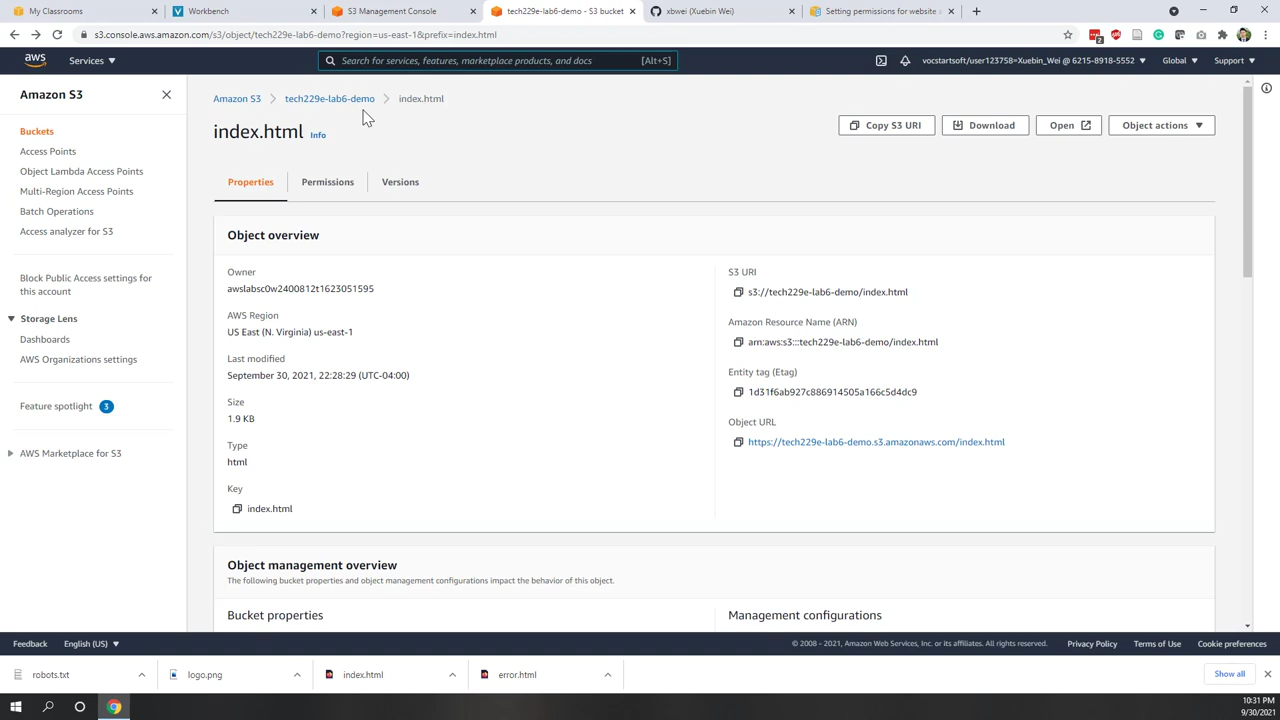 My Classrooms
Workbench
S3 Management Console
tech229e-lab6-demo - S3 bucket
xbwei (Xuebin Wei)
Setting permissions for website
s3.console.aws.amazon.com/s3/object/tech229e-lab6-demo?region=us-east-1&prefix=index.html
2
aws
Services
Search for services, features, marketplace products, and docs
[Alt+S]
vocstartsoft/user123758=Xuebin_Wei @ 6215-8918-5552
Global
Support
Amazon S3
Buckets
Access Points
Object Lambda Access Points
Multi-Region Access Points
Batch Operations
Access analyzer for S3
Block Public Access settings for
this account
Storage Lens
Dashboards
AWS Organizations settings
Feature spotlight 3
AWS Marketplace for S3
Amazon S3 > tech229e-lab6-demo > index.html
index.html Info
Copy S3 URI
Download
Open
Object actions
Properties
Permissions
Versions
Object overview
Owner
awslabsc0w2400812t1623051595
AWS Region
US East (N. Virginia) us-east-1
Last modified
September 30, 2021, 22:28:29 (UTC-04:00)
Size
1.9 KB
Type
html
Key
index.html
S3 URI
s3://tech229e-lab6-demo/index.html
Amazon Resource Name (ARN)
arn:aws:s3:::tech229e-lab6-demo/index.html
Entity tag (Etag)
1d31f6ab927c886914505a166c5d4dc9
Object URL
https://tech229e-lab6-demo.s3.amazonaws.com/index.html
Object management overview
The following bucket properties and object management configurations impact the behavior of this object.
Bucket properties
Management configurations
Feedback
English (US)
© 2008 - 2021, Amazon Web Services, Inc. or its affiliates. All rights reserved.
Privacy Policy
Terms of Use
Cookie preferences
robots.txt
logo.png
index.html
error.html
Show all
10:31 PM
9/30/2021